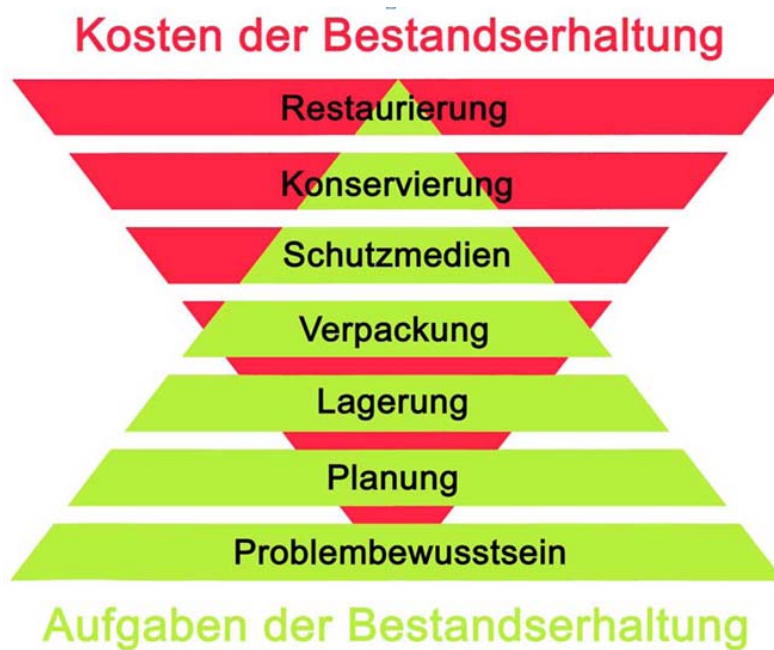 Kosten der Bestandserhaltung
Restaurierung
Konservierung
Schutzmedien
Verpackung
Lagerung
Planung
Problembewusstsein
Aufgaben der Bestandserhaltung